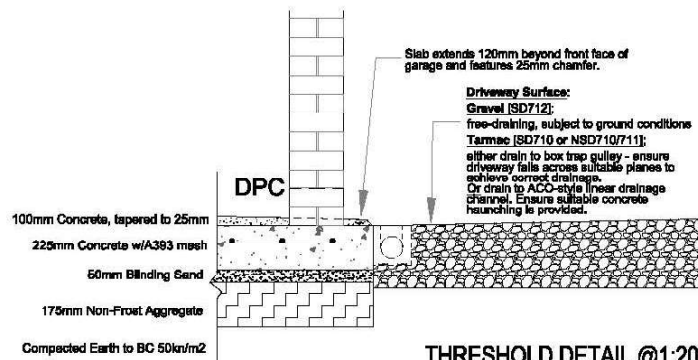 Slab extends 120mm beyond front face of
garage and features 25mm chamfer.
Driveway Surface:
Gravel [SD712]:
free-draining, subject to ground conditions
Tarmac [SD710 or NSD710/711]:
either drain to box trap gulley - ensure
driveway falls across suitable planes to
achieve correct drainage.
Or drain to ACO-style linear drainage
channel. Ensure suitable concrete
haunching is provided.
DPC
100mm Concrete, tapered to 25mm
225mm Concrete w/A393 mesh
50mm Blinding Sand
175mm Non-Frost Aggregate
Compacted Earth to BC 50kn/m2
THRESHOLD DETAIL @1:20